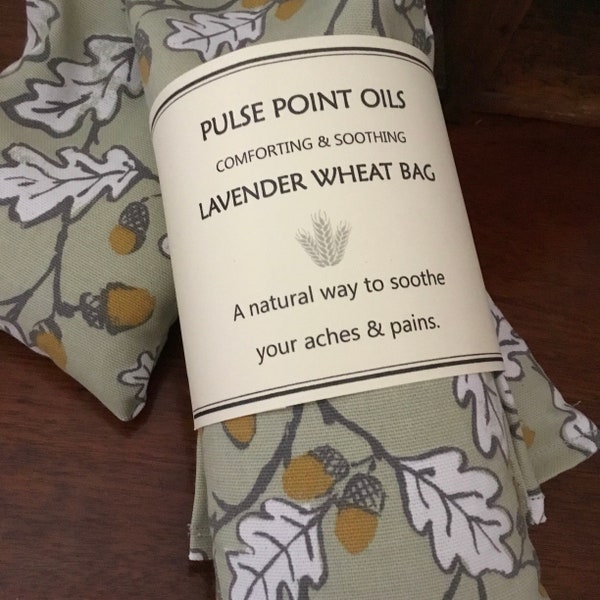 PULSE POINT OILS
COMFORTING & SOOTHING
LAVENDER WHEAT BAG
A natural way to soothe
your aches & pains.